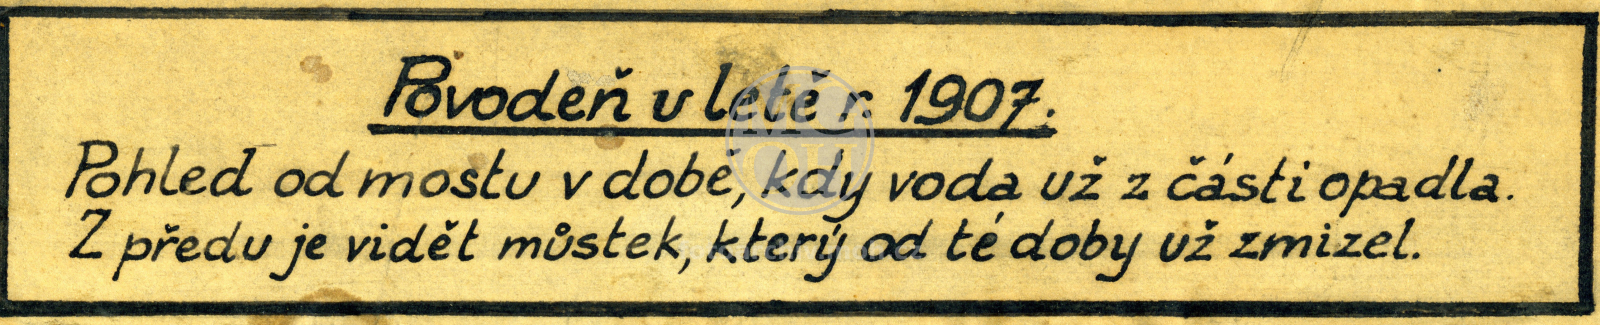 Povodeň v letě r. 1907.
Pohled od mostu v době, kdy voda už z části opadla.
Z předu je vidět můstek, který od té doby už zmizel.